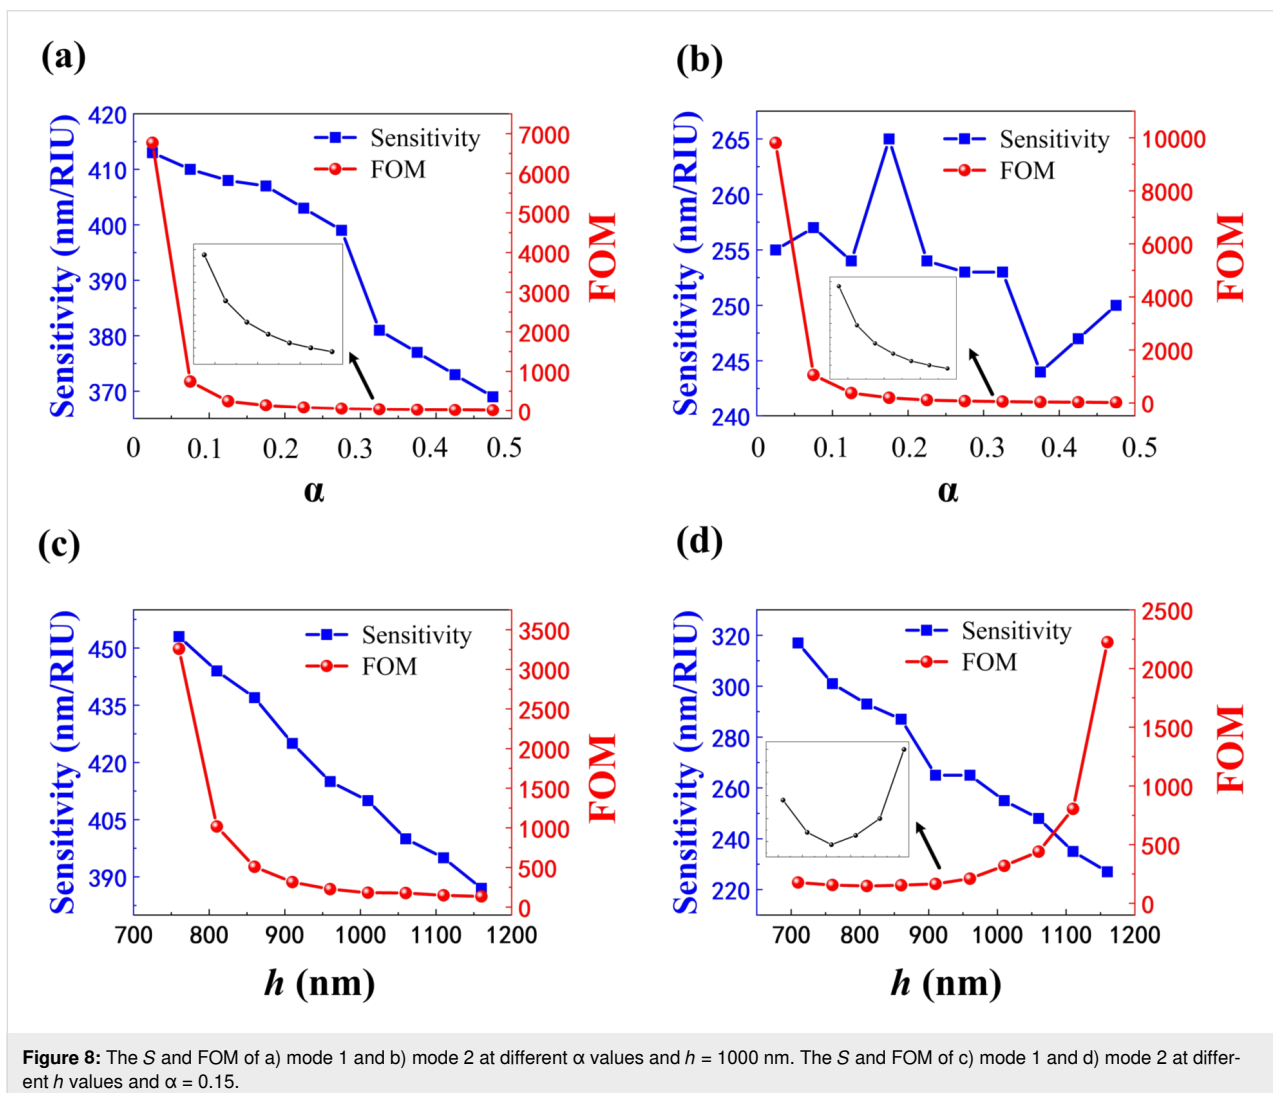 (a)
Sensitivity (nm/RIU)
420
410
400
390
380
370
Sensitivity
FOM
7000
6000
5000
4000
3000
2000
1000
0
FOM
0 0.1 0.2 0.3 0.4 0.5
α
(b)
Sensitivity (nm/RIU)
265
260
255
250
245
240
Sensitivity
FOM
10000
8000
6000
4000
2000
0
FOM
0 0.1 0.2 0.3 0.4 0.5
α
(c)
Sensitivity (nm/RIU)
450
435
420
405
390
Sensitivity
FOM
3500
3000
2500
2000
1500
1000
500
0
FOM
700 800 900 1000 1100 1200
h (nm)
(d)
Sensitivity (nm/RIU)
320
300
280
260
240
220
Sensitivity
FOM
2500
2000
1500
1000
500
0
FOM
700 800 900 1000 1100 1200
h (nm)
Figure 8: The S and FOM of a) mode 1 and b) mode 2 at different α values and h = 1000 nm. The S and FOM of c) mode 1 and d) mode 2 at differ-
ent h values and α = 0.15.